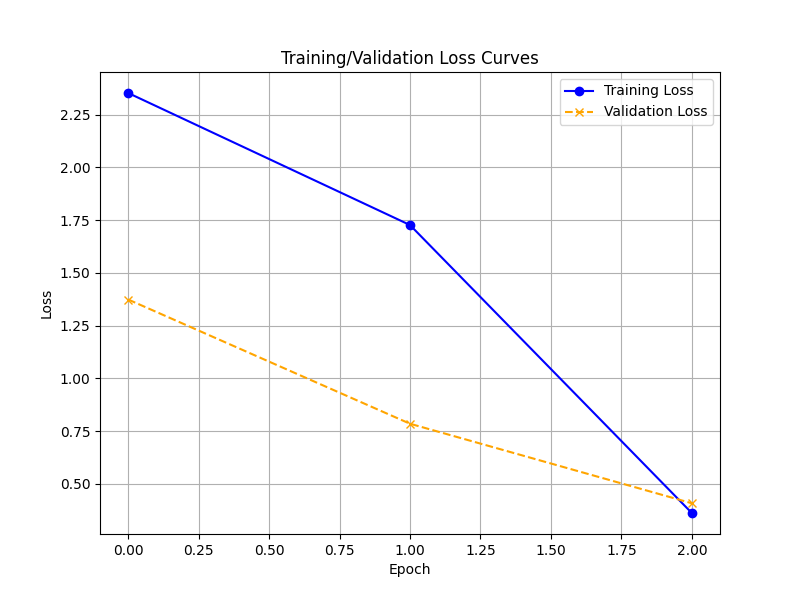 Training/Validation Loss Curves
Training Loss
Validation Loss
2.25
2.00
1.75
1.50
1.25
1.00
0.75
0.50
Loss
0.00 0.25 0.50 0.75 1.00 1.25 1.50 1.75 2.00
Epoch